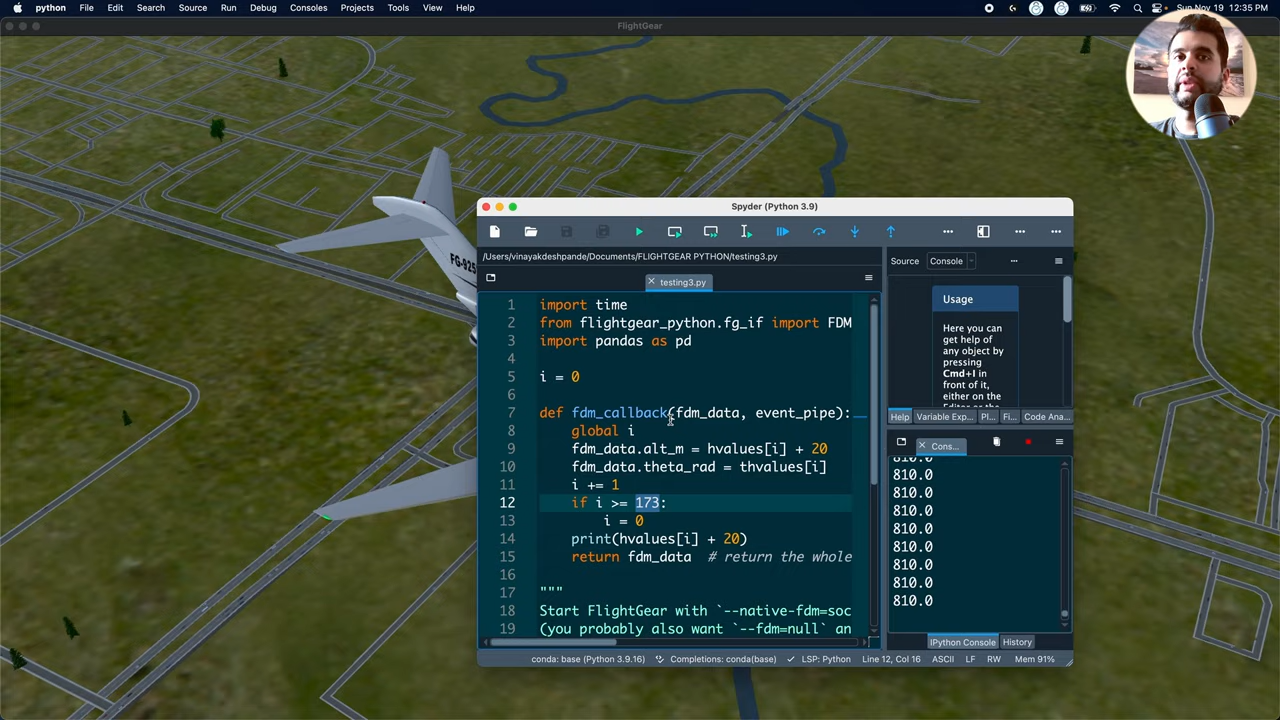 python File Edit Search Source Run Debug Consoles Projects Tools View Help Sun Nov 19 12:35 PM
FlightGear
FG-925
Spyder (Python 3.9)
/Users/vinayakdeshpande/Documents/FLIGHTGEAR PYTHON/testing3.py
testing3.py
1 import time
2 from flightgear_python.fg_if import FDM
3 import pandas as pd
4
5 i = 0
6
7 def fdm_callback(fdm_data, event_pipe):
8 global i
9 fdm_data.alt_m = hvalues[i] + 20
10 fdm_data.theta_rad = thvalues[i]
11 i += 1
12 if i >= 173:
13 i = 0
14 print(hvalues[i] + 20)
15 return fdm_data # return the whole
16
17 """
18 Start FlightGear with `--native-fdm=soc
19 (you probably also want `--fdm=null` an
Source Console
Usage
Here you can
get help of
any object by
pressing
Cmd+I in
front of it,
either on the
Editor or the
Help Variable Exp... Pl... Fi... Code Ana...
Cons...
810.0
810.0
810.0
810.0
810.0
810.0
810.0
810.0
810.0
IPython Console History
conda: base (Python 3.9.16) Completions: conda(base) LSP: Python Line 12, Col 16 ASCII LF RW Mem 91%